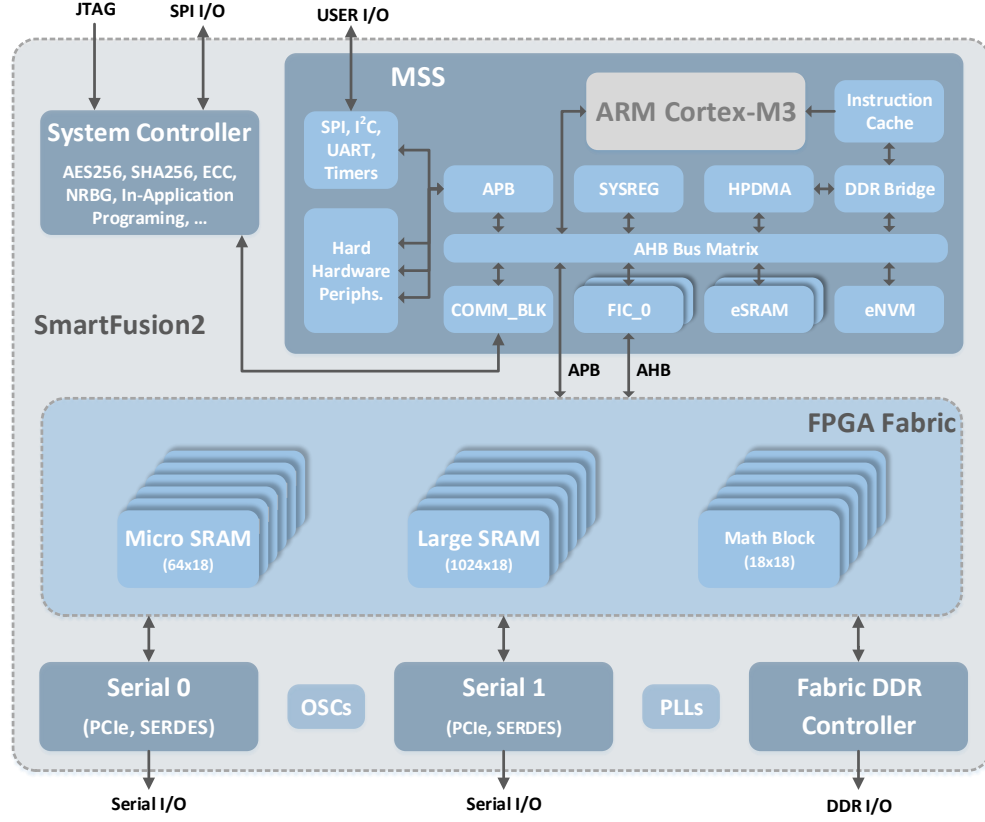 JTAG
SPI I/O
USER I/O
MSS
System Controller
AES256, SHA256, ECC,
NRBG, In-Application
Programing, ...
SPI, I²C,
UART,
Timers
ARM Cortex-M3
Instruction
Cache
APB
SYSREG
HPDMA
DDR Bridge
Hard
Hardware
Periphs.
AHB Bus Matrix
COMM_BLK
FIC_0
eSRAM
eNVM
SmartFusion2
APB
AHB
FPGA Fabric
Micro SRAM
(64x18)
Large SRAM
(1024x18)
Math Block
(18x18)
Serial 0
(PCIe, SERDES)
OSCs
Serial 1
(PCIe, SERDES)
PLLs
Fabric DDR
Controller
Serial I/O
Serial I/O
DDR I/O